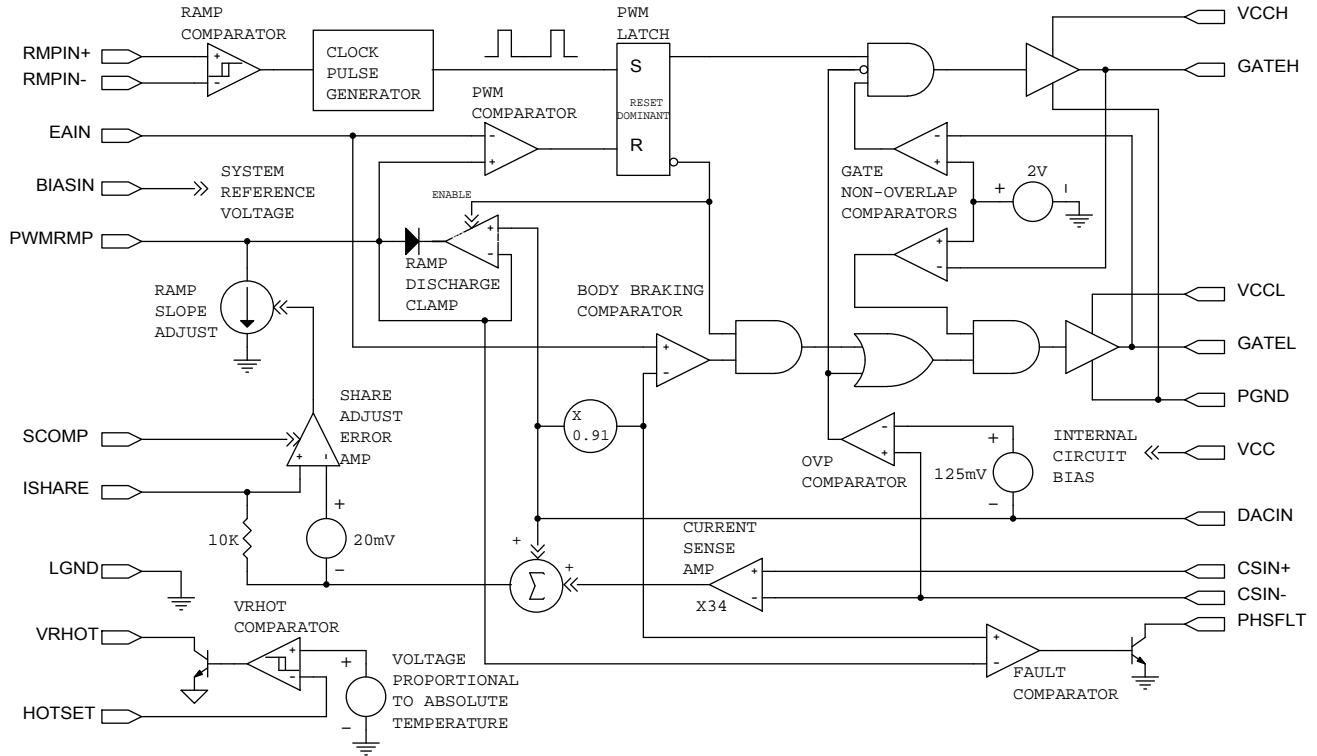 RAMP
COMPARATOR
RMPIN+
+
RMPIN-
-
CLOCK
PULSE
GENERATOR
PWM
LATCH
S
RESET
DOMINANT
R
VCCH
GATEH
EAIN
PWM
COMPARATOR
-
+
-
+
GATE
NON-OVERLAP
COMPARATORS
+
2V
-
BIASIN
SYSTEM
REFERENCE
VOLTAGE
ENABLE
+
-
PWMRMP
RAMP
DISCHARGE
CLAMP
+
-
RAMP
SLOPE
ADJUST
BODY BRAKING
COMPARATOR
+
-
VCCL
GATEL
PGND
SHARE
ADJUST
ERROR
AMP
SCOMP
+
-
X
0.91
-
+
OVP
COMPARATOR
+
125mV
-
INTERNAL
CIRCUIT
BIAS
VCC
ISHARE
10K
+
20mV
-
DACIN
CURRENT
SENSE
AMP
X34
+
-
+
Σ
+
CSIN+
CSIN-
LGND
VRHOT
COMPARATOR
VRHOT
+
-
HOTSET
+
-
VOLTAGE
PROPORTIONAL
TO ABSOLUTE
TEMPERATURE
+
-
FAULT
COMPARATOR
PHSFLT